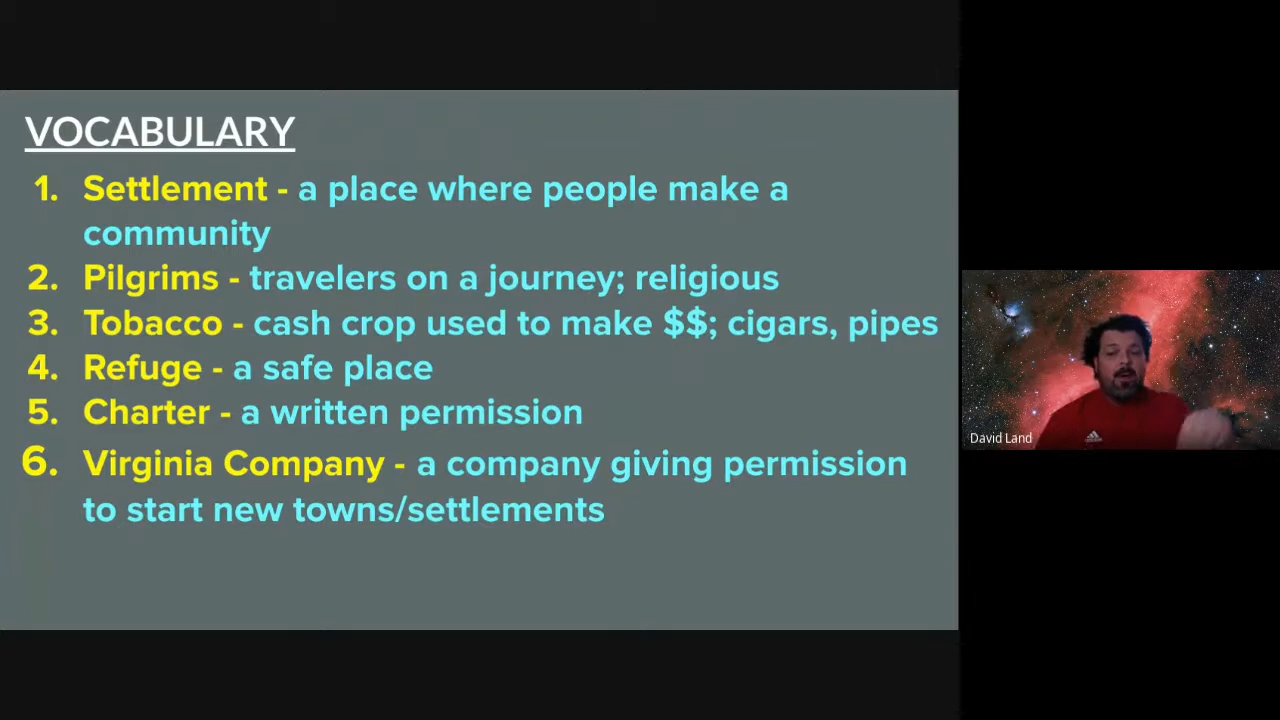 VOCABULARY
1. Settlement - a place where people make a
community
2. Pilgrims - travelers on a journey; religious
3. Tobacco - cash crop used to make $$; cigars, pipes
4. Refuge - a safe place
5. Charter - a written permission
6. Virginia Company - a company giving permission
to start new towns/settlements
David Land